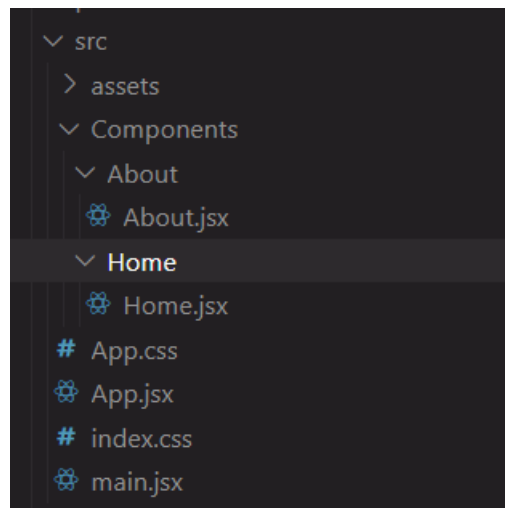 src
assets
Components
About
About.jsx
Home
Home.jsx
# App.css
App.jsx
# index.css
main.jsx